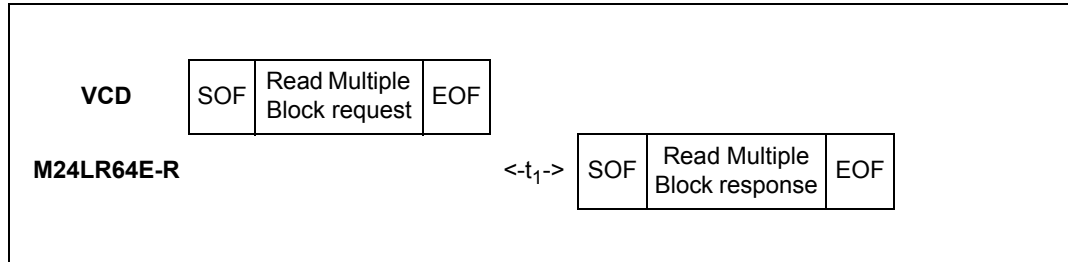 VCD SOF Read Multiple Block request EOF
M24LR64E-R <-t₁-> SOF Read Multiple Block response EOF